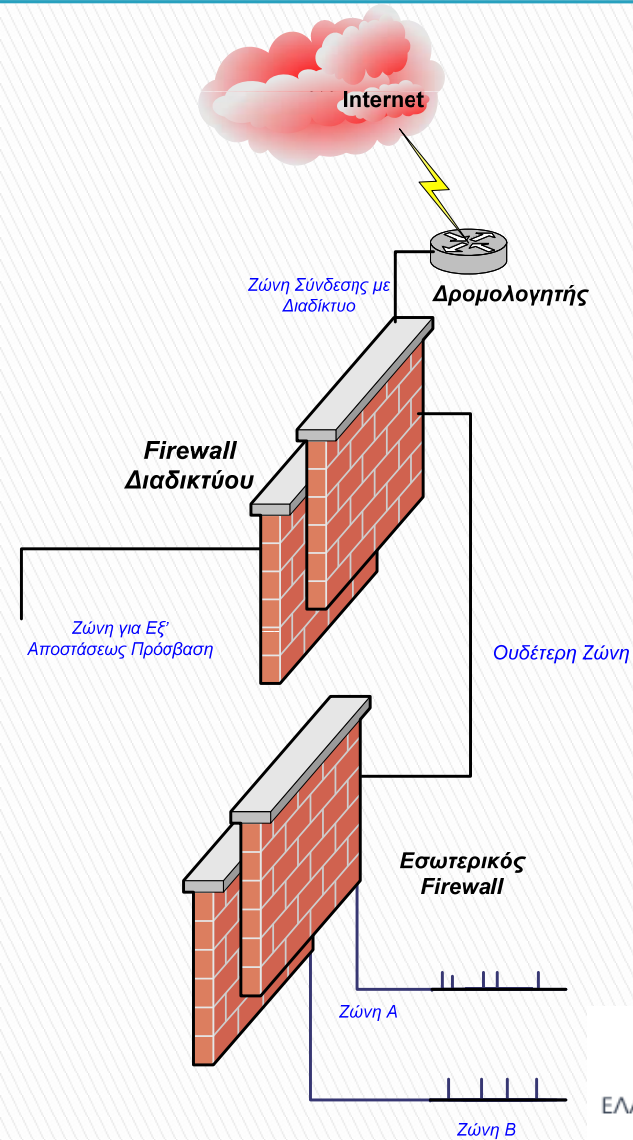 Internet
Ζώνη Σύνδεσης με
Διαδίκτυο
Δρομολογητής
Firewall
Διαδικτύου
Ζώνη για Εξ'
Αποστάσεως Πρόσβαση
Ουδέτερη Ζώνη
Εσωτερικός
Firewall
Ζώνη Α
Ζώνη Β